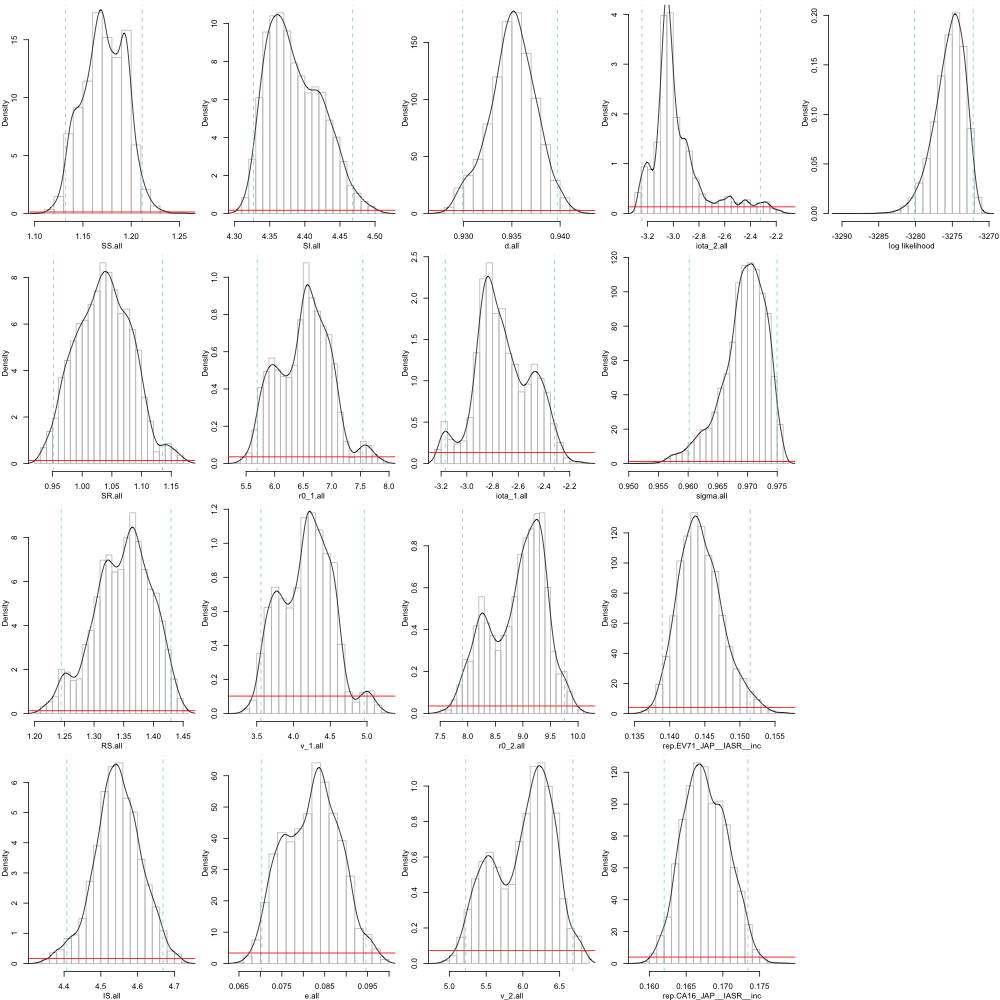 Density
15
10
5
0
1.10 1.15 1.20 1.25
SS.all
Density
10
8
6
4
2
0
4.30 4.35 4.40 4.45 4.50
SI.all
Density
150
100
50
0
0.930 0.935 0.940
d.all
Density
4
3
2
1
0
-3.2 -3.0 -2.8 -2.6 -2.4 -2.2
iota_2.all
Density
0.20
0.15
0.10
0.05
0.00
-3290 -3285 -3280 -3275 -3270
log likelihood
Density
8
6
4
2
0
0.95 1.00 1.05 1.10 1.15
SR.all
Density
1.0
0.8
0.6
0.4
0.2
0.0
5.5 6.0 6.5 7.0 7.5 8.0
r0_1.all
Density
2.5
2.0
1.5
1.0
0.5
0.0
-3.2 -3.0 -2.8 -2.6 -2.4 -2.2
iota_1.all
Density
120
100
80
60
40
20
0
0.950 0.955 0.960 0.965 0.970 0.975
sigma.all
Density
8
6
4
2
0
1.20 1.25 1.30 1.35 1.40 1.45
RS.all
Density
1.2
1.0
0.8
0.6
0.4
0.2
0.0
3.5 4.0 4.5 5.0
v_1.all
Density
0.8
0.6
0.4
0.2
0.0
7.5 8.0 8.5 9.0 9.5 10.0
r0_2.all
Density
120
100
80
60
40
20
0
0.135 0.140 0.145 0.150 0.155
rep.EV71_JAP__IASR__inc
Density
6
5
4
3
2
1
0
4.4 4.5 4.6 4.7
IS.all
Density
60
50
40
30
20
10
0
0.065 0.075 0.085 0.095
e.all
Density
1.0
0.8
0.6
0.4
0.2
0.0
5.0 5.5 6.0 6.5
v_2.all
Density
120
100
80
60
40
20
0
0.160 0.165 0.170 0.175
rep.CA16_JAP__IASR__inc